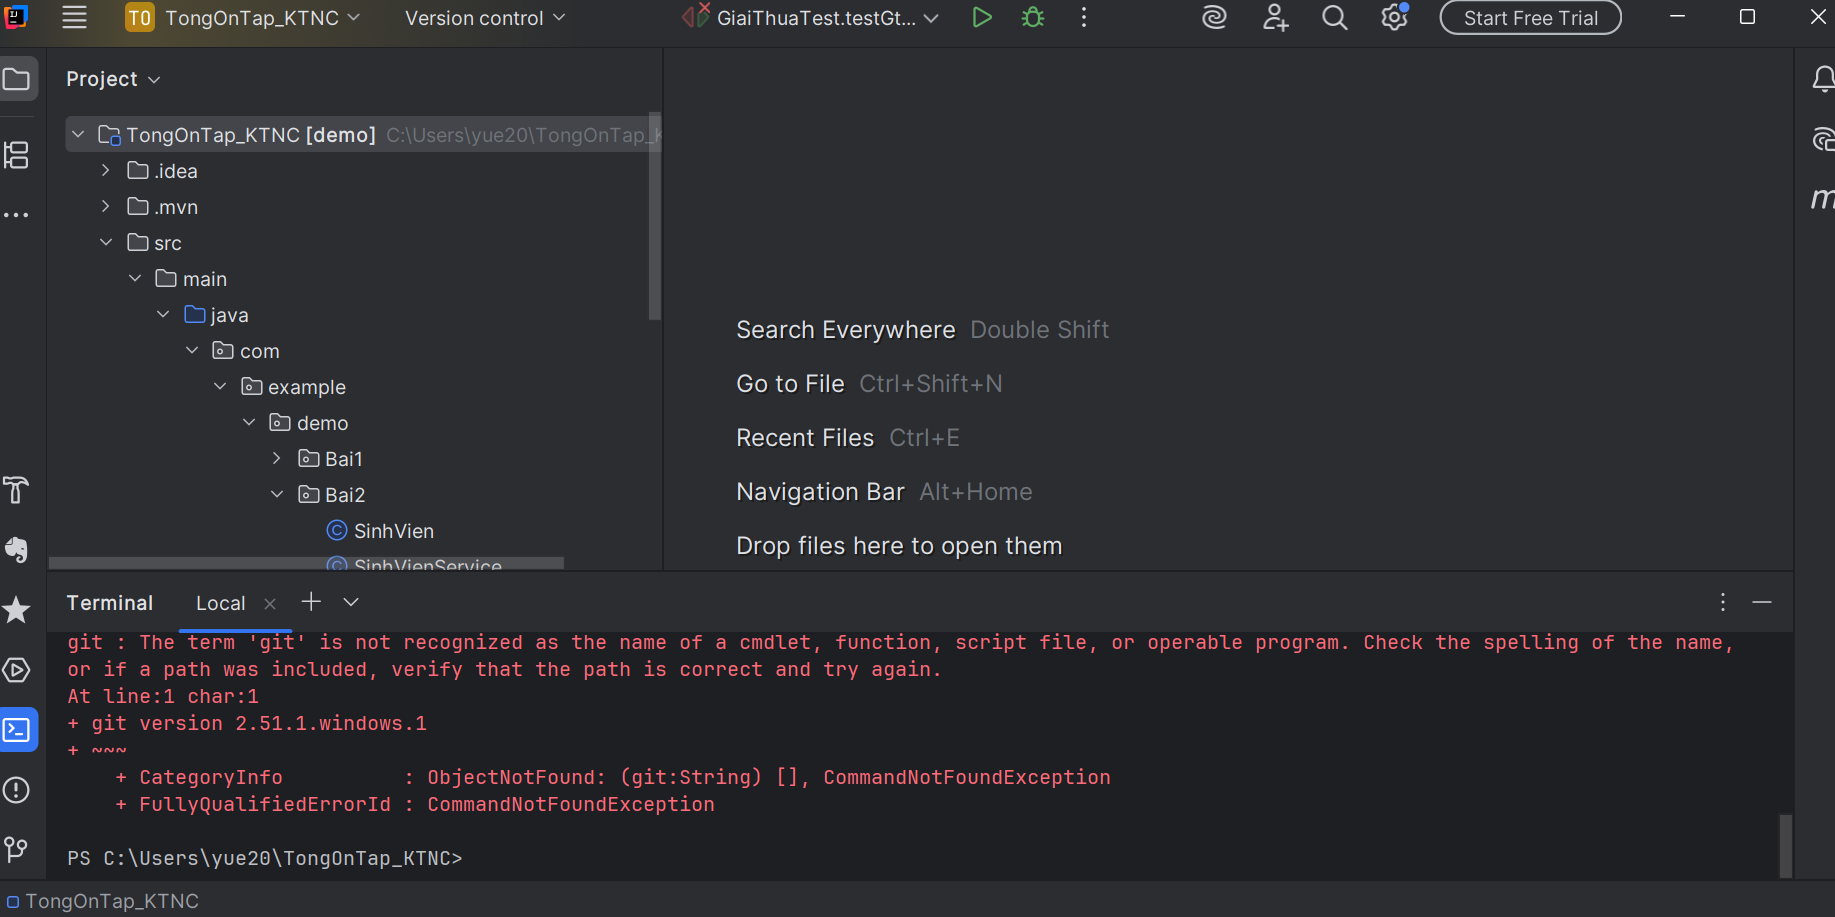 TO TongOnTap_KTNC Version control GiaiThuaTest.testGt... Start Free Trial
Project
TongOnTap_KTNC [demo] C:\Users\yue20\TongOnTap_K
.idea
.mvn
src
main
java
com
example
demo
Bai1
Bai2
SinhVien
SinhVienService
Search Everywhere Double Shift
Go to File Ctrl+Shift+N
Recent Files Ctrl+E
Navigation Bar Alt+Home
Drop files here to open them
Terminal Local
git : The term 'git' is not recognized as the name of a cmdlet, function, script file, or operable program. Check the spelling of the name,
or if a path was included, verify that the path is correct and try again.
At line:1 char:1
+ git version 2.51.1.windows.1
+ ~~~
    + CategoryInfo          : ObjectNotFound: (git:String) [], CommandNotFoundException
    + FullyQualifiedErrorId : CommandNotFoundException
PS C:\Users\yue20\TongOnTap_KTNC>
TongOnTap_KTNC